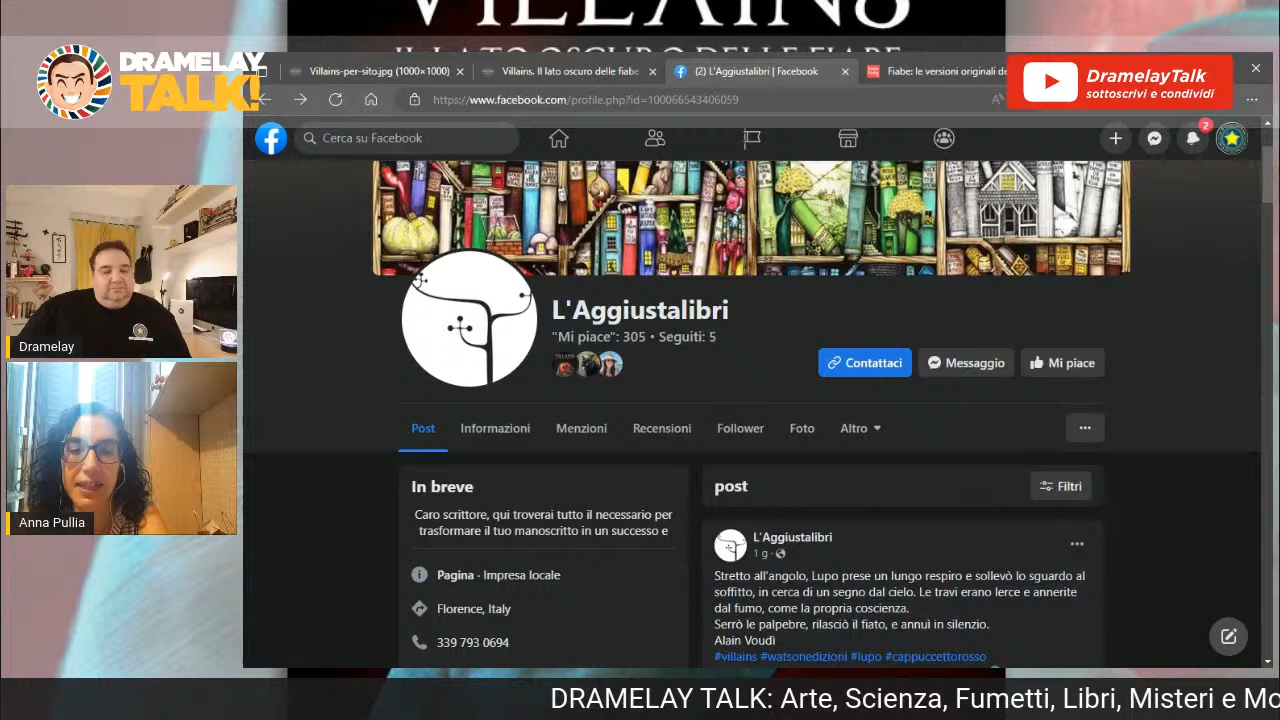 VILLAINS
IL LATO OSCURO DELLE FIABE
DRAMELAY
TALK!
Villains-per-sito.jpg (1000×1000)
Villains. Il lato oscuro delle fiabe
(2) L'Aggiustalibri | Facebook
Fiabe: le versioni originali de
DramelayTalk
sottoscrivi e condividi
https://www.facebook.com/profile.php?id=100066543406059
Cerca su Facebook
2
L'Aggiustalibri
"Mi piace": 305 • Seguiti: 5
Contattaci
Messaggio
Mi piace
Post
Informazioni
Menzioni
Recensioni
Follower
Foto
Altro
In breve
Caro scrittore, qui troverai tutto il necessario per
trasformare il tuo manoscritto in un successo e
Pagina · Impresa locale
Florence, Italy
339 793 0694
post
Filtri
L'Aggiustalibri
1 g ·
Stretto all'angolo, Lupo prese un lungo respiro e sollevò lo sguardo al
soffitto, in cerca di un segno dal cielo. Le travi erano lerce e annerite
dal fumo, come la propria coscienza.
Serrò le palpebre, rilasciò il fiato, e annuì in silenzio.
Alain Voudì
#villains #watsonedizioni #lupo #cappuccettorosso
Dramelay
Anna Pullia
DRAMELAY TALK: Arte, Scienza, Fumetti, Libri, Misteri e Mo